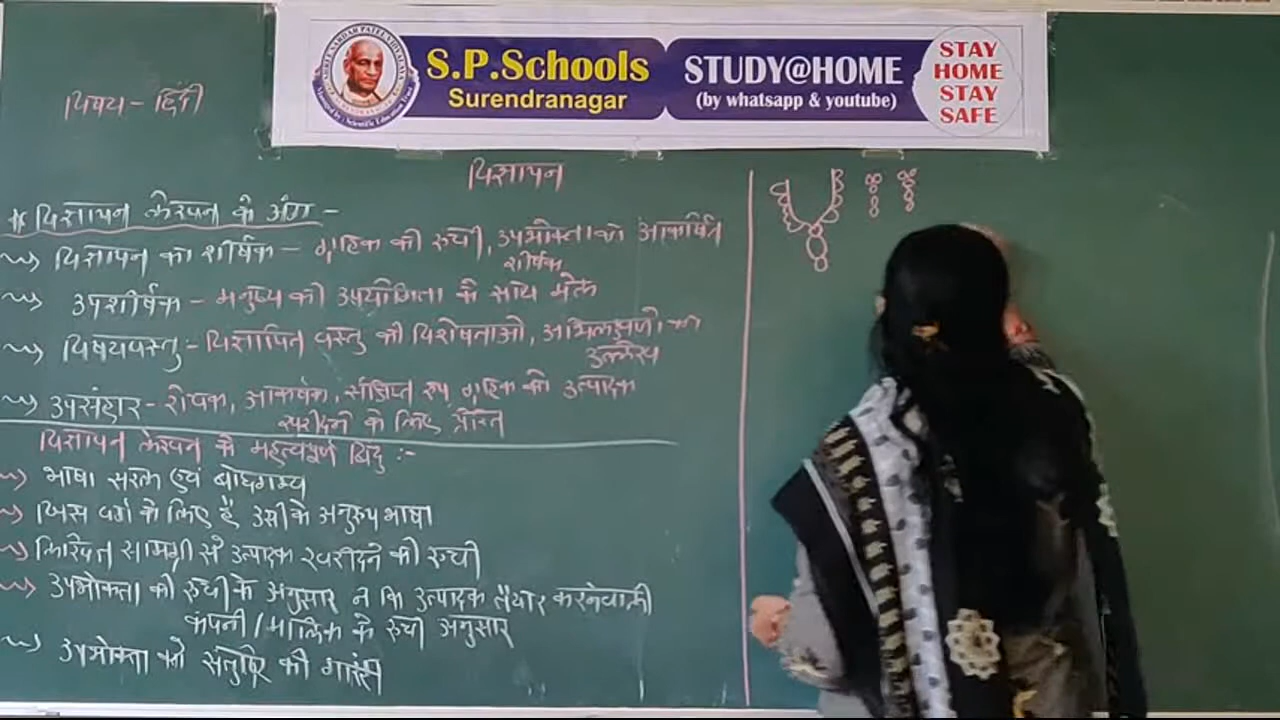 S.P.Schools
Surendranagar
STUDY@HOME
(by whatsapp & youtube)
STAY
HOME
STAY
SAFE
विषय - हिंदी
विज्ञापन
* विज्ञापन लेखन के अंग -
विज्ञापन का शीर्षक - ग्राहक की रुची, उपभोक्ता को आकर्षित
शीर्षक
उपशीर्षक - मनुष्य की उपयोगिता के साथ मेल
विषयवस्तु - विज्ञापित वस्तु की विशेषताओ, की
उल्लेख
उपसंहार - रोचक, आकर्षक, संक्षिप्त रूप ग्राहक को उत्पादक
खरीदने के लिए प्रेरित
विज्ञापन लेखन के महत्वपूर्ण बिंदु :-
भाषा सरल एवं बोधगम्य
जिस वर्ग के लिए है उसी के अनुरूप भाषा
लिखित सामग्री से उत्पादक खरीदने की रुची
उपभोक्ता की रुची के अनुसार न कि उत्पादक तैयार करनेवाली
कंपनी/मालिक के रुची अनुसार
उपभोक्ता को की गारंटी